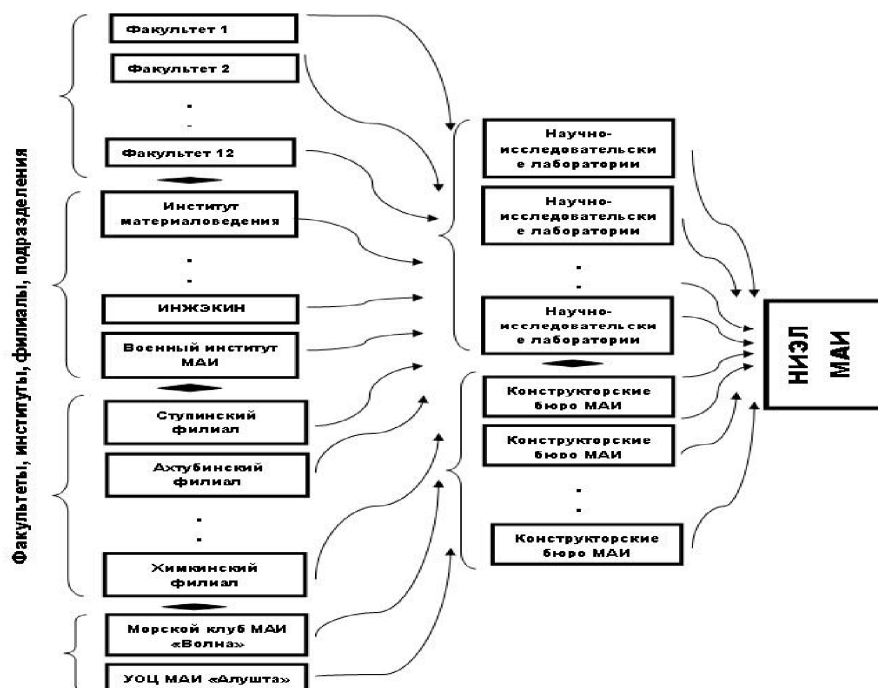 Факультеты, институты, филиалы, подразделения
Факультет 1
Факультет 2
Факультет 12
Институт
материаловедения
ИНЖЭКИН
Военный институт
МАИ
Ступинский
филиал
Ахтубинский
филиал
Химкинский
филиал
Морской клуб МАИ
«Волна»
УОЦ МАИ «Алушта»
Научно-
исследовательски
е лаборатории
Научно-
исследовательски
е лаборатории
Научно-
исследовательски
е лаборатории
Конструкторские
бюро МАИ
Конструкторские
бюро МАИ
Конструкторские
бюро МАИ
НИЭЛ
МАИ